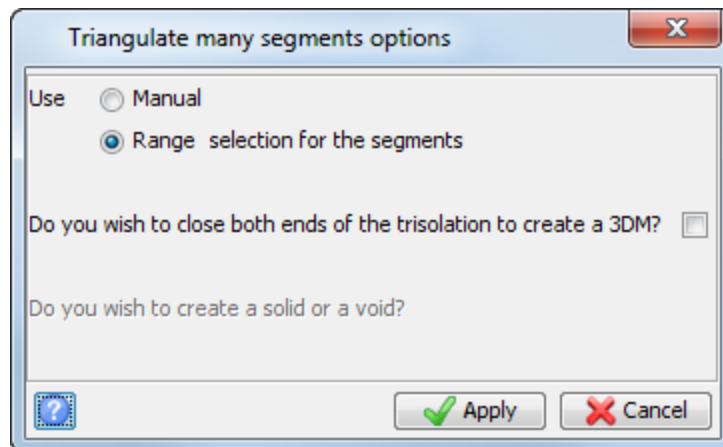 Triangulate many segments options
Use Manual
Range selection for the segments
Do you wish to close both ends of the trisolation to create a 3DM?
Do you wish to create a solid or a void?
? Apply Cancel